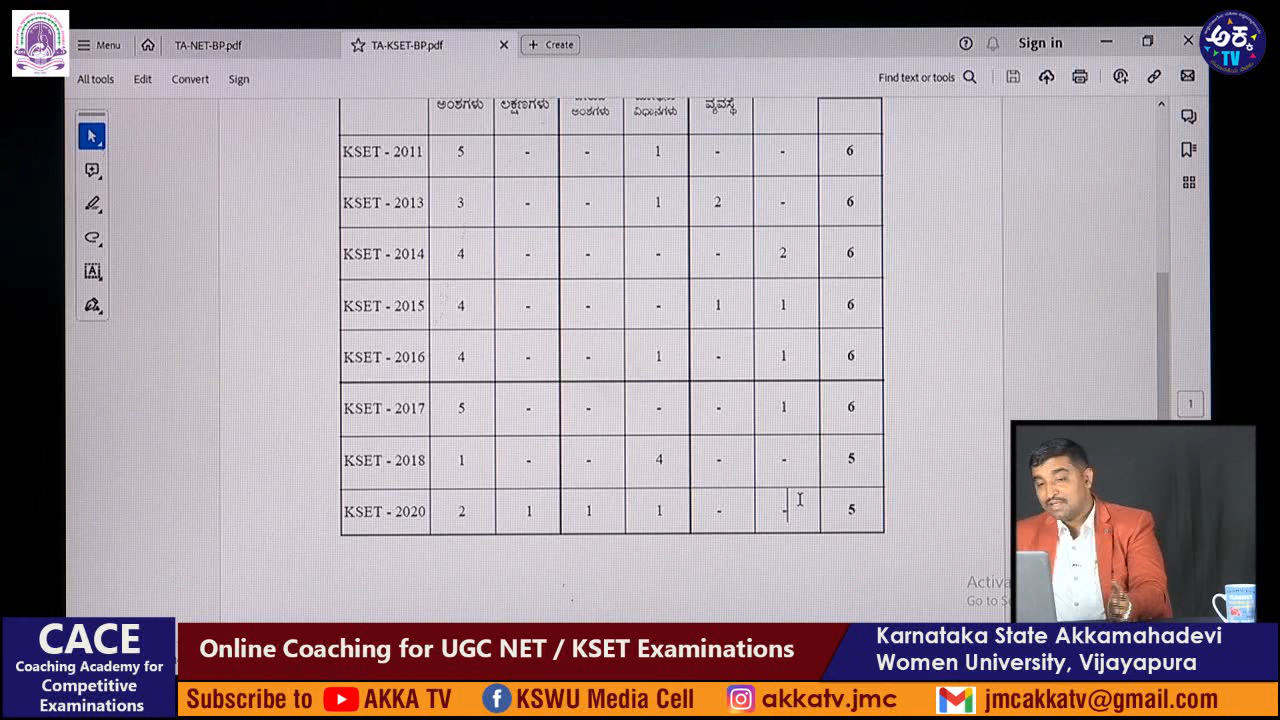 Menu
TA-NET-BP.pdf
TA-KSET-BP.pdf
Create
Sign in
ಅಕ್ಕ
TV
All tools
Edit
Convert
Sign
Find text or tools
ಅಂಶಗಳು ಲಕ್ಷಣಗಳು ಅಂಶಗಳು ವಿಧಾನಗಳು ವ್ಯವಸ್ಥೆ
KSET - 2011 5 - - 1 - - 6
KSET - 2013 3 - - 1 2 - 6
KSET - 2014 4 - - - - 2 6
KSET - 2015 4 - - - 1 1 6
KSET - 2016 4 - - 1 - 1 6
KSET - 2017 5 - - - - 1 6
KSET - 2018 1 - - 4 - - 5
KSET - 2020 2 1 1 1 - - 5
1
Activa
Go to S
CACE
Coaching Academy for
Competitive
Examinations
Online Coaching for UGC NET / KSET Examinations
Karnataka State Akkamahadevi
Women University, Vijayapura
Subscribe to AKKA TV KSWU Media Cell akkatv.jmc jmcakkatv@gmail.com